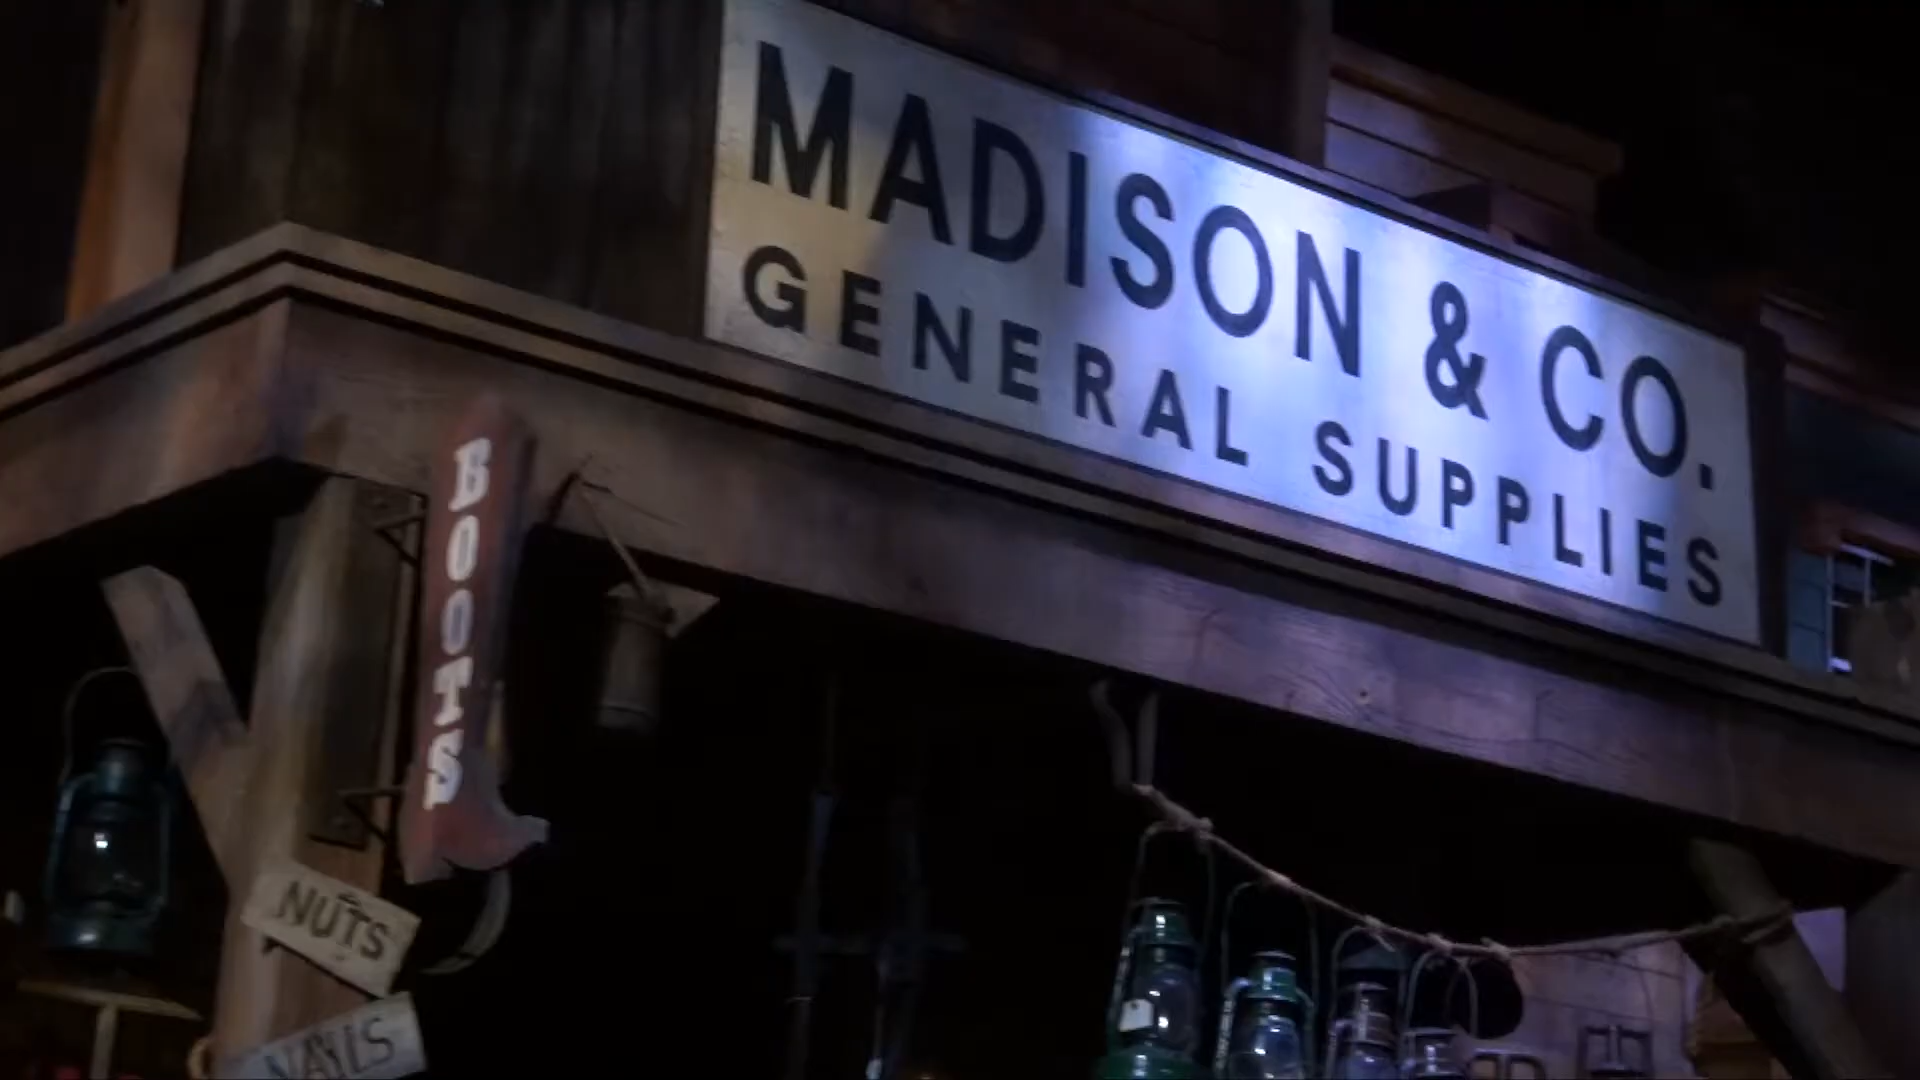 MADISON & CO.
GENERAL SUPPLIES
BOOTS
NUTS
NAILS